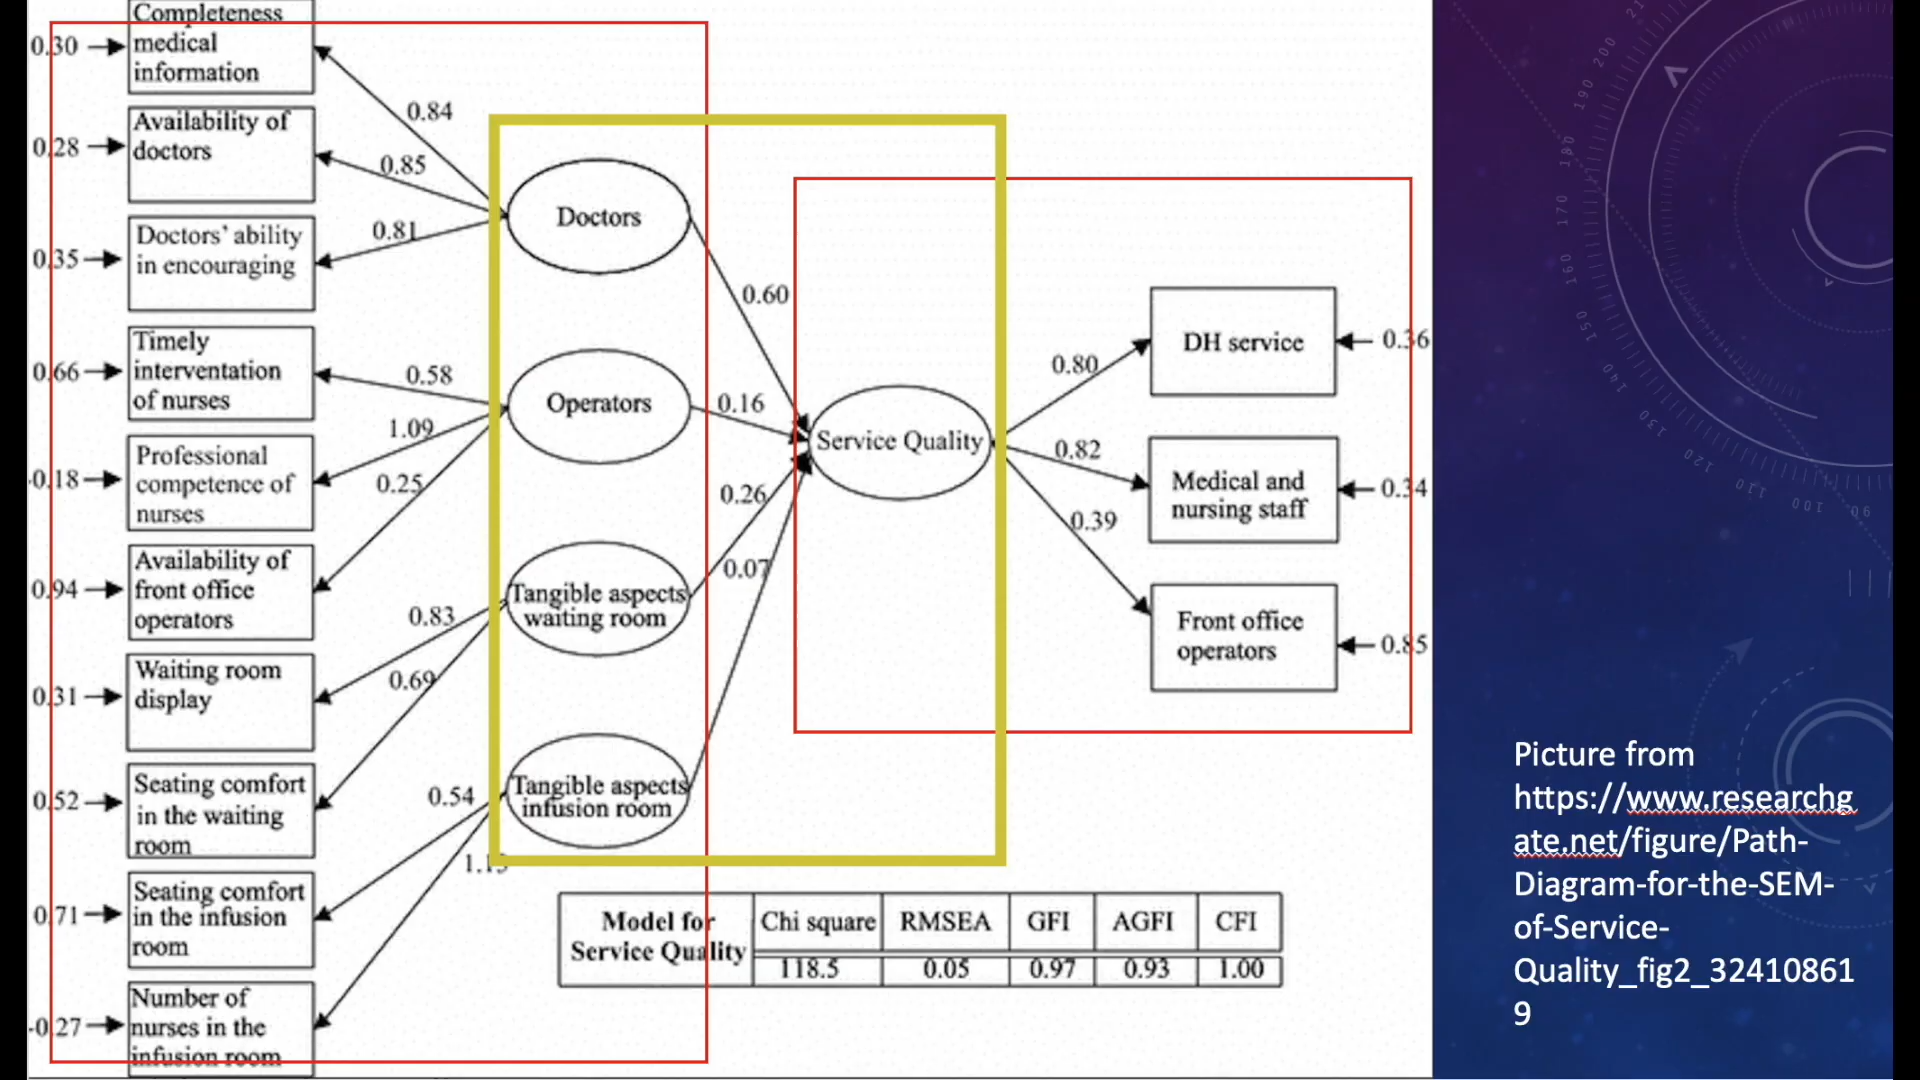 Completeness
medical
information
0.30
0.84
Availability of
doctors
0.28
0.85
Doctors’ ability
in encouraging
0.35
0.81
Doctors
0.60
Timely
interventation
of nurses
0.66
0.58
Operators
0.16
Professional
competence of
nurses
-0.18
1.09
0.25
Availability of
front office
operators
0.94
Service Quality
0.26
0.07
Waiting room
display
0.31
0.83
0.69
Tangible aspects
waiting room
Seating comfort
in the waiting
room
0.52
Tangible aspects
infusion room
0.54
1.13
Seating comfort
in the infusion
room
0.71
Number of
nurses in the
infusion room
-0.27
0.80
DH service
0.36
0.82
Medical and
nursing staff
0.34
0.39
Front office
operators
0.85
Model for
Service Quality
Chi square RMSEA GFI AGFI CFI
118.5 0.05 0.97 0.93 1.00
Picture from
https://www.researchg
ate.net/figure/Path-
Diagram-for-the-SEM-
of-Service-
Quality_fig2_32410861
9